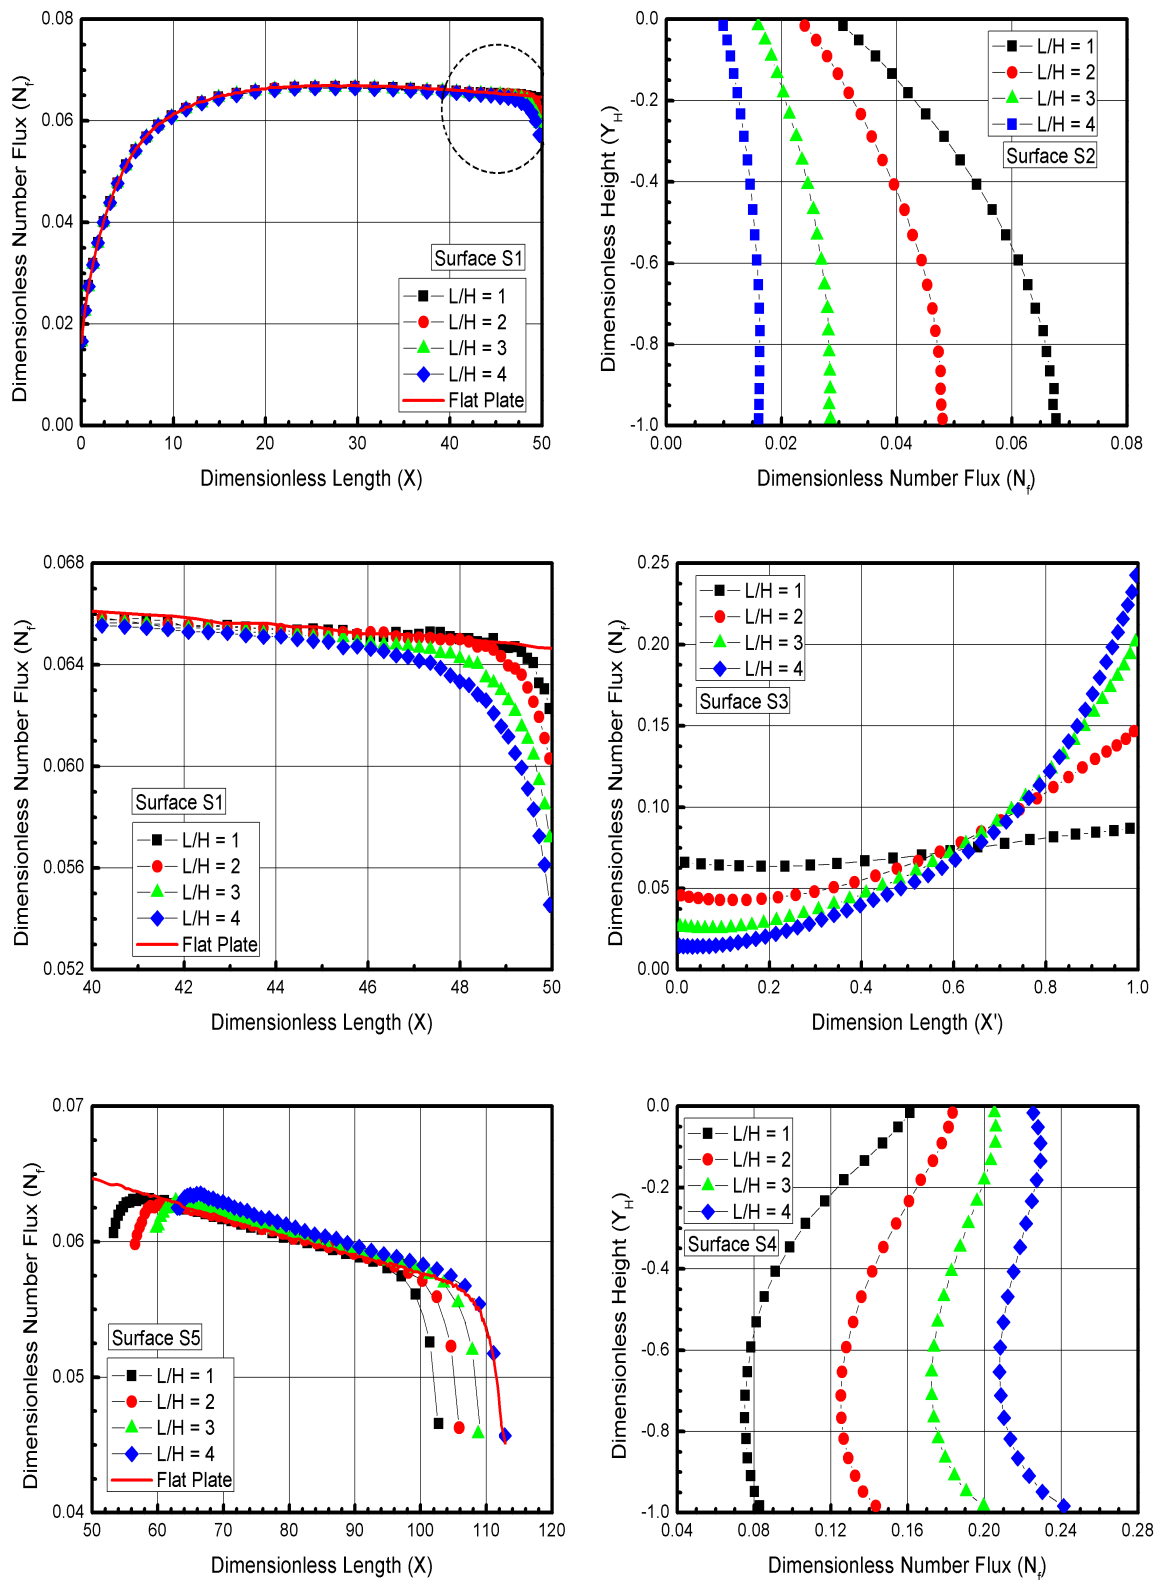 Dimensionless Number Flux (Nf)
0.08
0.06
0.04
0.02
0.00
Surface S1
L/H = 1
L/H = 2
L/H = 3
L/H = 4
Flat Plate
0 10 20 30 40 50
Dimensionless Length (X)
Dimensionless Height (YH)
0.0
-0.2
-0.4
-0.6
-0.8
-1.0
L/H = 1
L/H = 2
L/H = 3
L/H = 4
Surface S2
0.00 0.02 0.04 0.06 0.08
Dimensionless Number Flux (Nf)
Dimensionless Number Flux (Nf)
0.068
0.064
0.060
0.056
0.052
Surface S1
L/H = 1
L/H = 2
L/H = 3
L/H = 4
Flat Plate
40 42 44 46 48 50
Dimensionless Length (X)
Dimensionless Number Flux (Nf)
0.25
0.20
0.15
0.10
0.05
0.00
L/H = 1
L/H = 2
L/H = 3
L/H = 4
Surface S3
0.0 0.2 0.4 0.6 0.8 1.0
Dimension Length (X')
Dimensionless Number Flux (Nf)
0.07
0.06
0.05
0.04
Surface S5
L/H = 1
L/H = 2
L/H = 3
L/H = 4
Flat Plate
50 60 70 80 90 100 110 120
Dimensionless Length (X)
Dimensionless Height (YH)
0.0
-0.2
-0.4
-0.6
-0.8
-1.0
L/H = 1
L/H = 2
L/H = 3
L/H = 4
Surface S4
0.04 0.08 0.12 0.16 0.20 0.24 0.28
Dimensionless Number Flux (Nf)